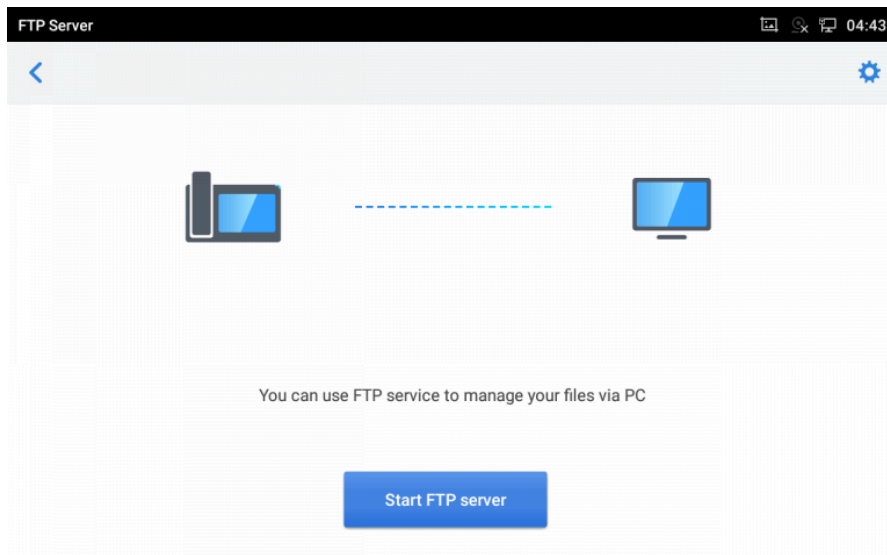 FTP Server
04:43
You can use FTP service to manage your files via PC
Start FTP server